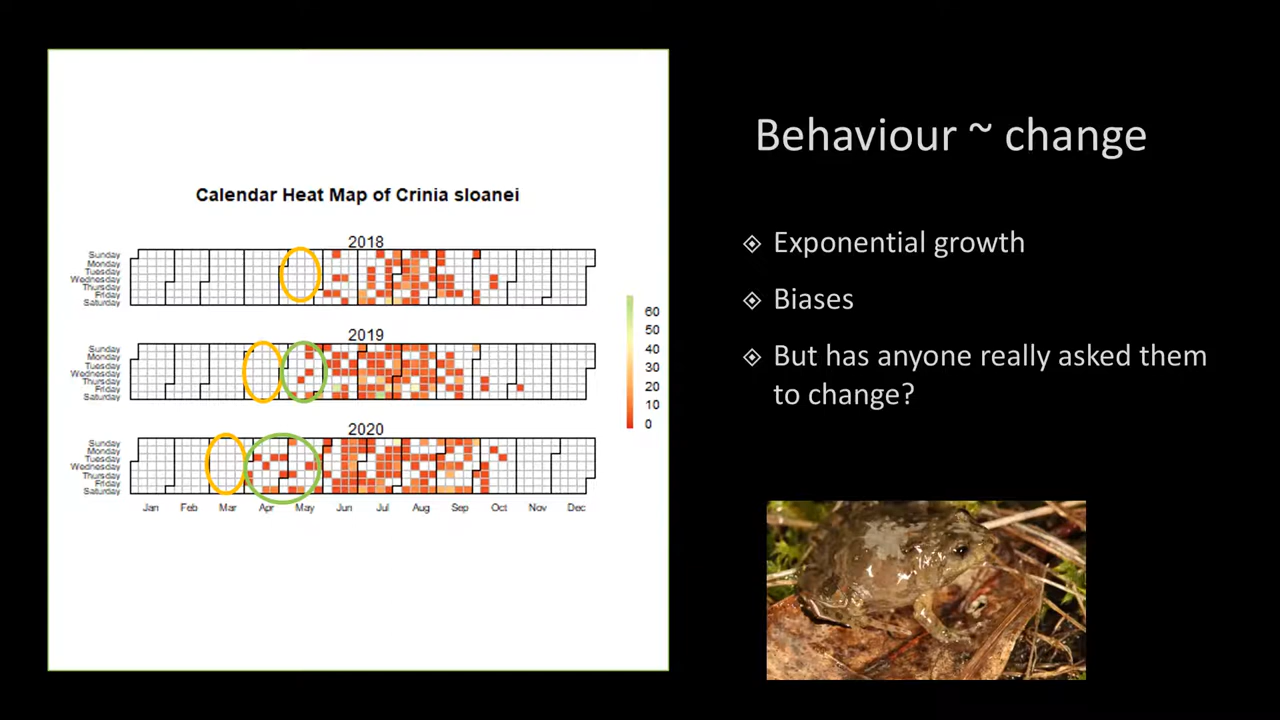 Calendar Heat Map of Crinia sloanei
2018
Sunday
Monday
Tuesday
Wednesday
Thursday
Friday
Saturday
2019
Sunday
Monday
Tuesday
Wednesday
Thursday
Friday
Saturday
2020
Sunday
Monday
Tuesday
Wednesday
Thursday
Friday
Saturday
Jan Feb Mar Apr May Jun Jul Aug Sep Oct Nov Dec
60
50
40
30
20
10
0
Behaviour ~ change
Exponential growth
Biases
But has anyone really asked them
to change?